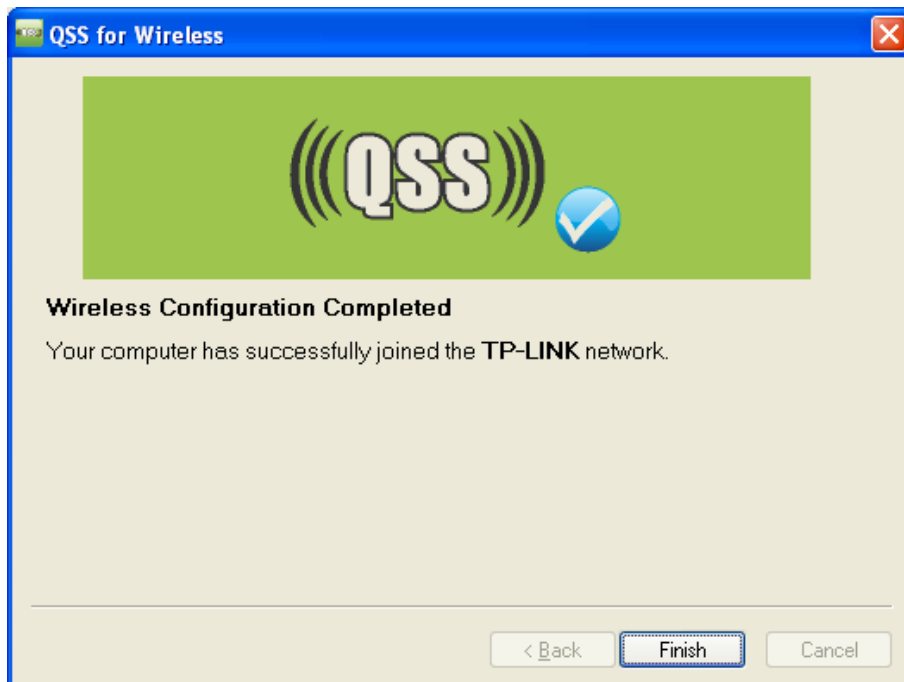 QSS for Wireless
QSS
Wireless Configuration Completed
Your computer has successfully joined the TP-LINK network.
< Back
Finish
Cancel